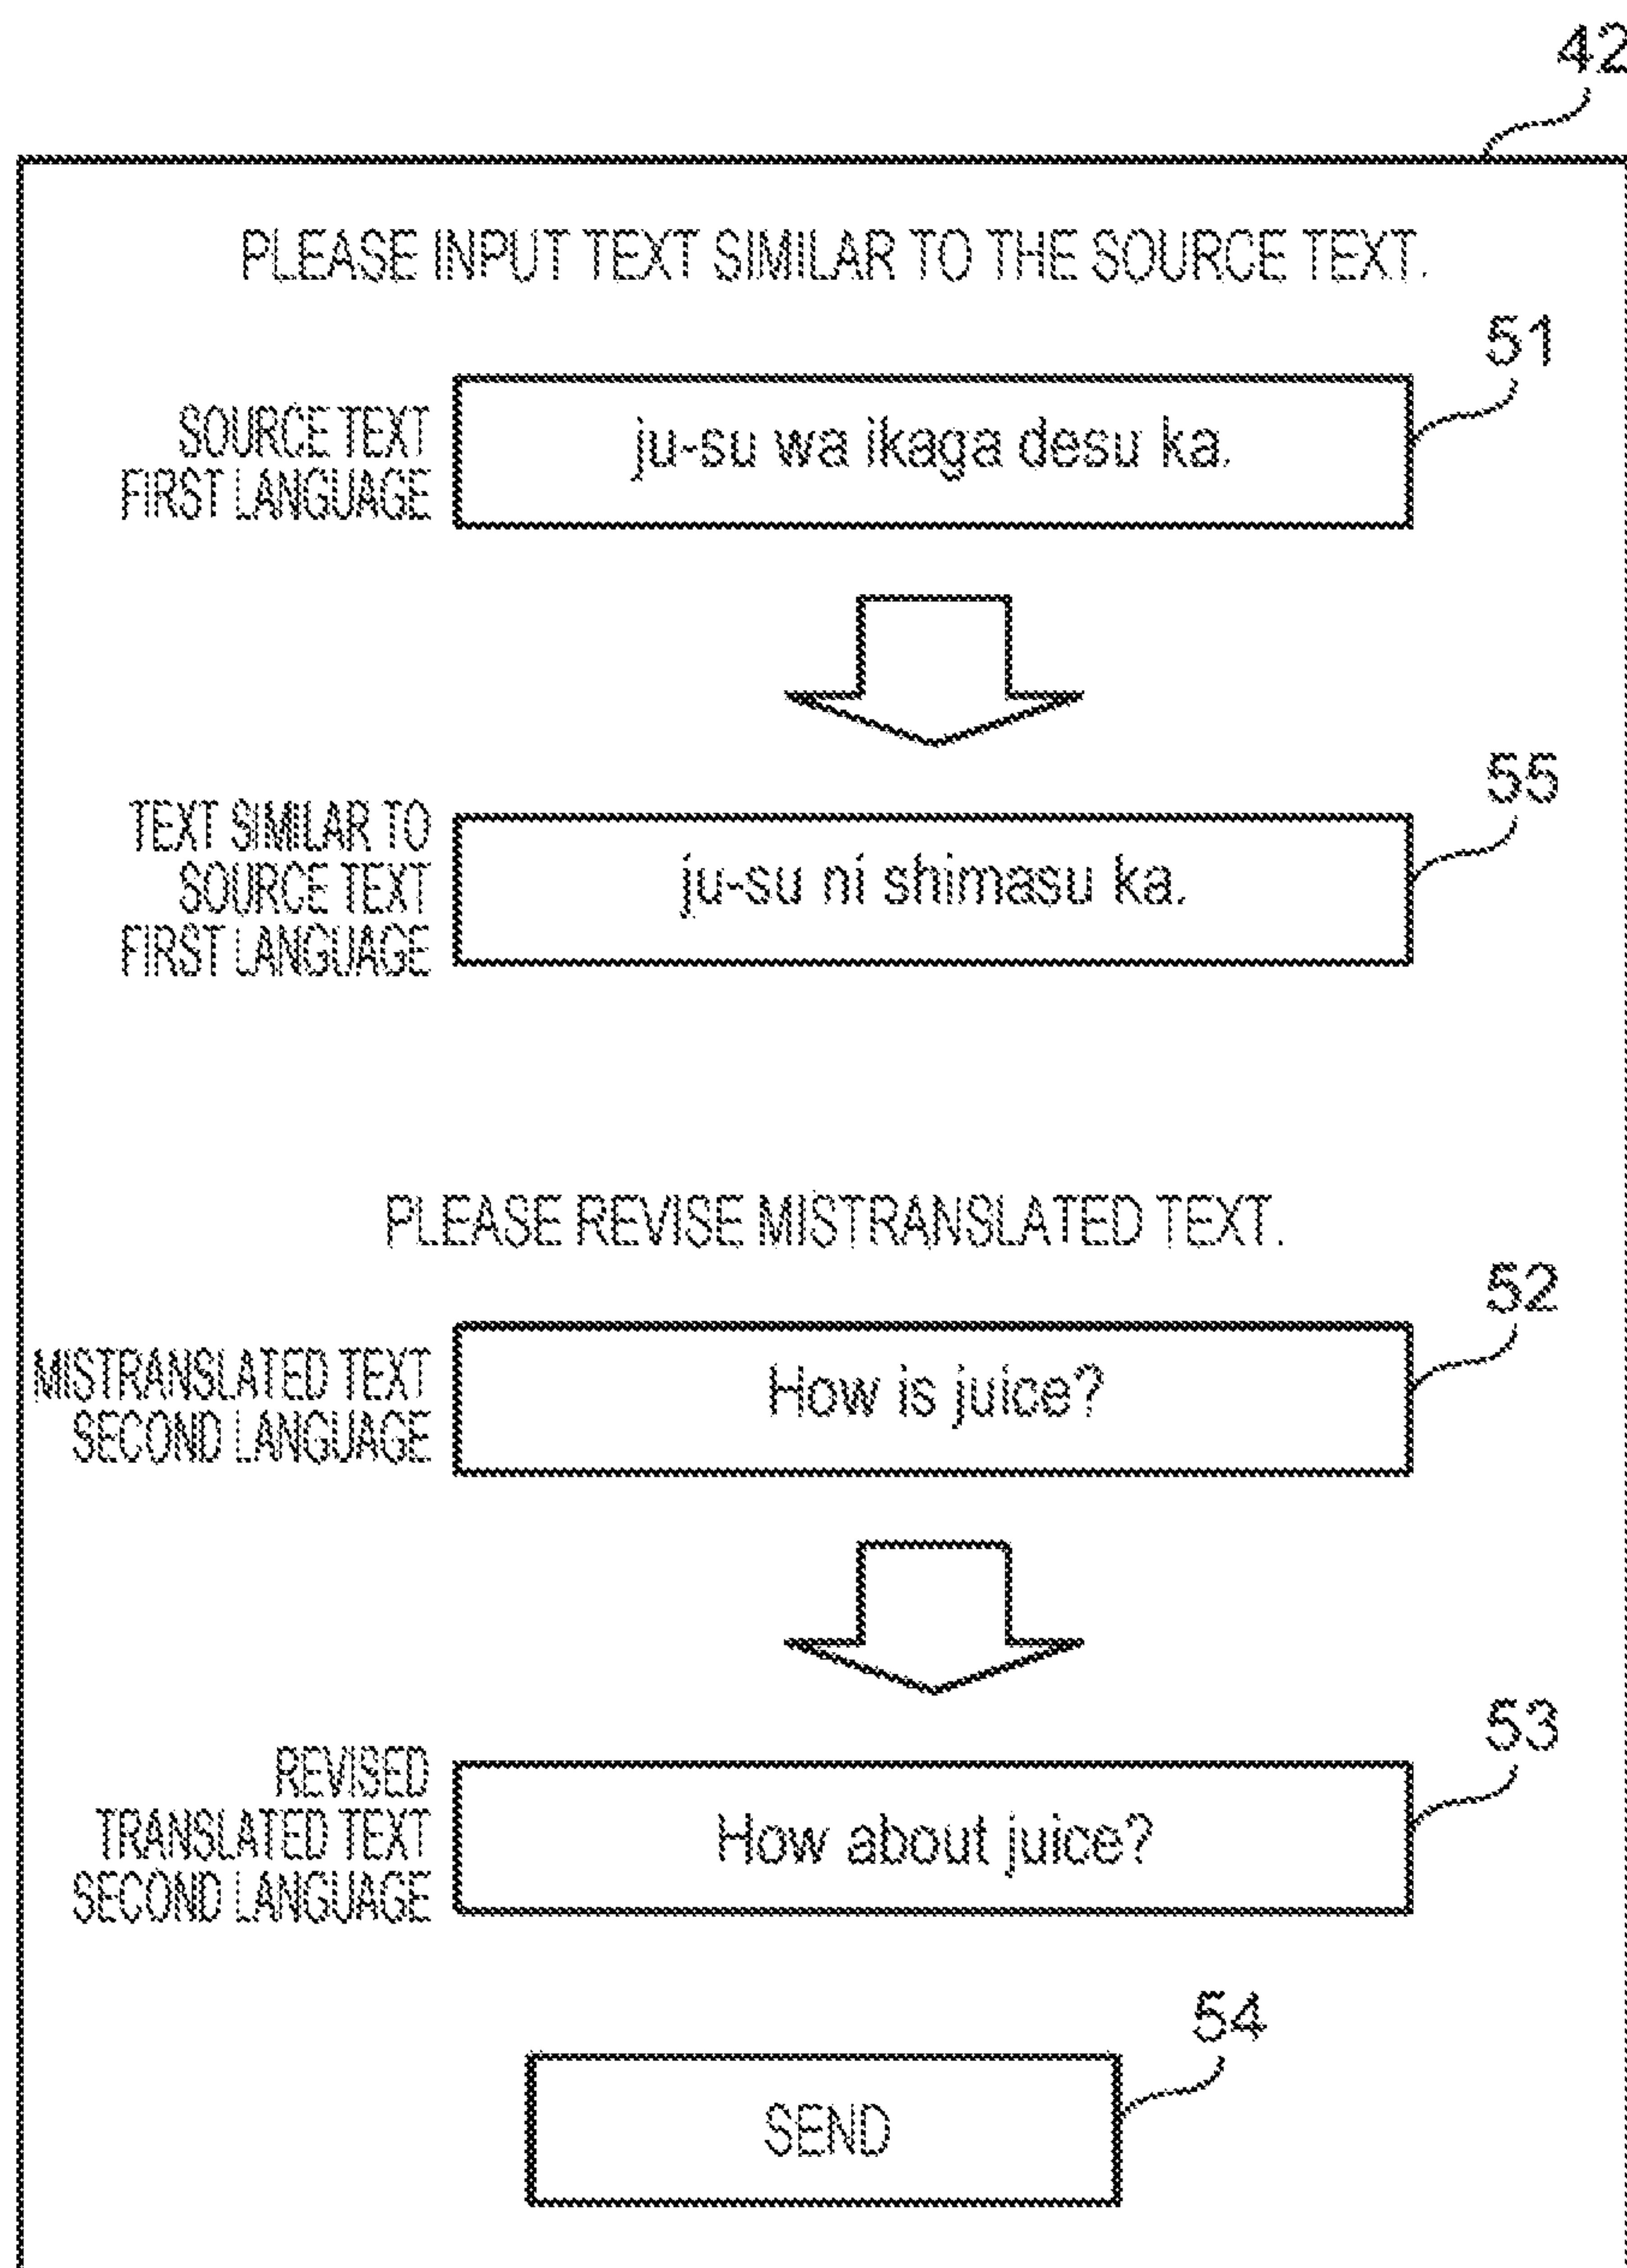 42
PLEASE INPUT TEXT SIMILAR TO THE SOURCE TEXT.
51
SOURCE TEXT
FIRST LANGUAGE
ju-su wa ikaga desu ka.
55
TEXT SIMILAR TO
SOURCE TEXT
FIRST LANGUAGE
ju-su ni shimasu ka.
PLEASE REVISE MISTRANSLATED TEXT.
52
MISTRANSLATED TEXT
SECOND LANGUAGE
How is juice?
53
REVISED
TRANSLATED TEXT
SECOND LANGUAGE
How about juice?
54
SEND